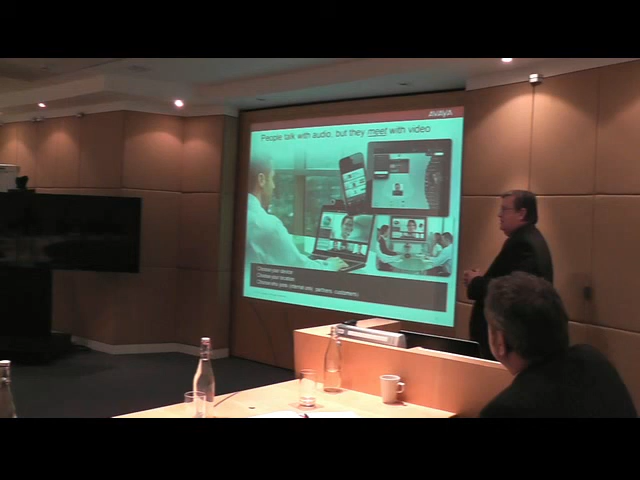 AVAYA
People talk with audio, but they meet with video
Choose your device
Choose your location
Choose who joins (internal org, partners, customers)